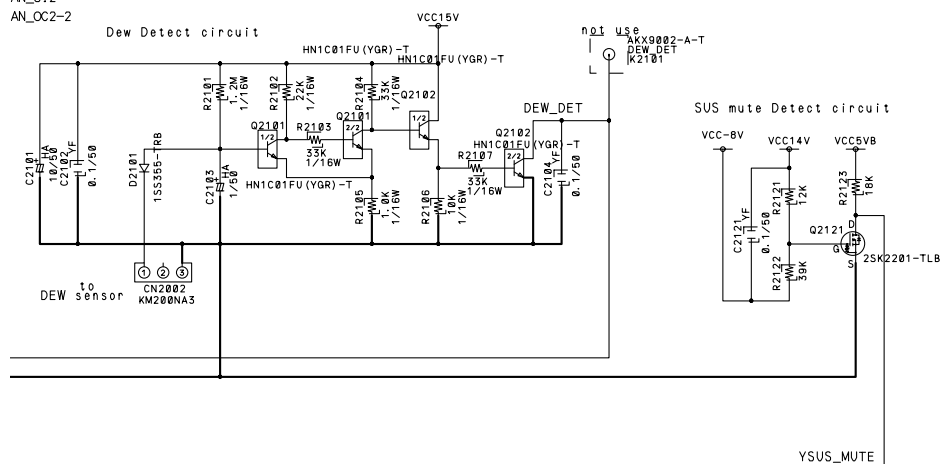 AN_OC2-2
Dew Detect circuit
VCC15V
not use
AKX9002-A-T
DEW_DET
K2101
HN1C01FU(YGR)-T
HN1C01FU(YGR)-T
R2101
1.2M
1/16W
R2102
22K
1/16W
R2104
33K
1/16W
Q2102
1/2
DEW_DET
SUS mute Detect circuit
Q2101
1/2
R2103
33K
1/16W
Q2101
2/2
Q2102
HN1C01FU(YGR)-T
2/2
VCC-8V
VCC14V
VCC5VB
C2101
HA
10/50
C2102
YF
0.1/50
D2101
1SS355-TRB
C2103
HA
1/50
HN1C01FU(YGR)-T
R2107
33K
1/16W
C2104
YF
0.1/50
R2105
1.0K
1/16W
R2106
10K
1/16W
R2121
12K
R2123
18K
C2121
YF
0.1/50
R2122
39K
Q2121
D
G
S
2SK2201-TLB
1
2
3
to
DEW sensor
CN2002
KM200NA3
YSUS_MUTE